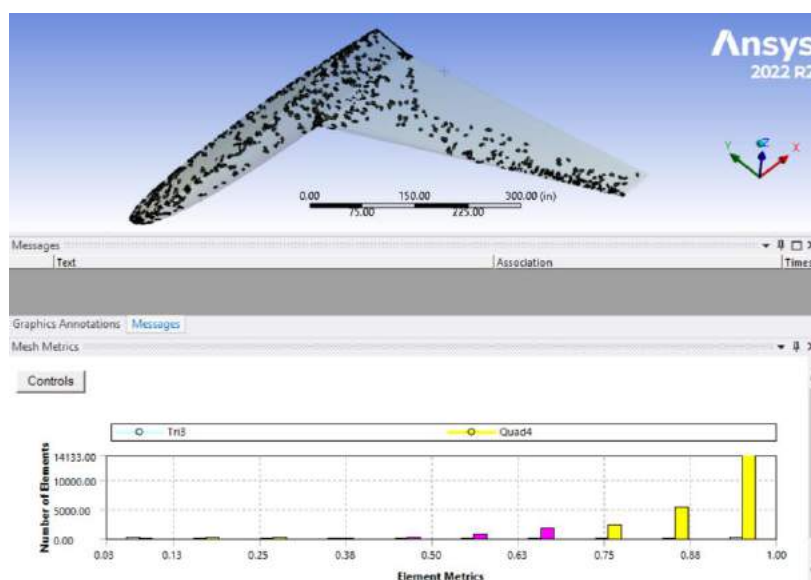 Ansys
2022 R2
Y
Z
X
0.00 150.00 300.00 (in)
75.00 225.00
Messages
Text Association Times
Graphics Annotations Messages
Mesh Metrics
Controls
Tri3 Quad4
Number of Elements
14133.00
10000.00
5000.00
0.00
0.03 0.13 0.25 0.38 0.50 0.63 0.75 0.88 1.00
Element Metrics